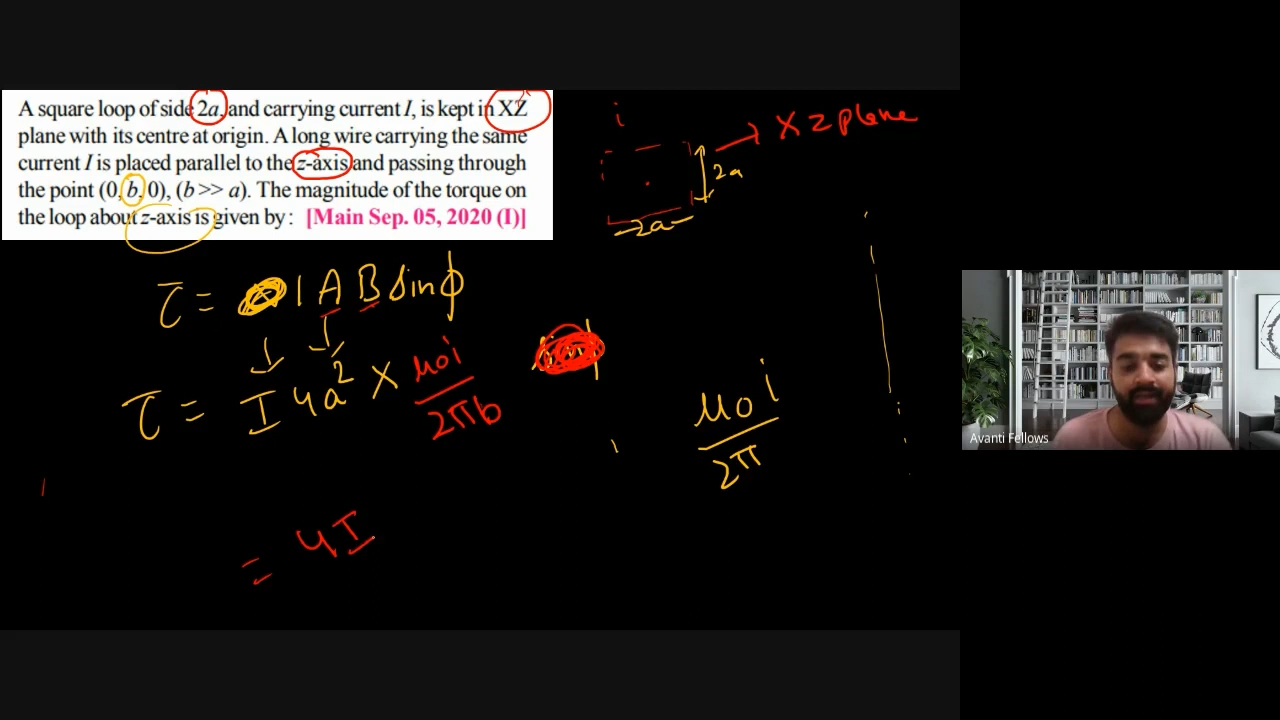 A square loop of side 2a, and carrying current I, is kept in XZ
plane with its centre at origin. A long wire carrying the same
current I is placed parallel to the z-axis and passing through
the point (0, b, 0), (b >> a). The magnitude of the torque on
the loop about z-axis is given by: [Main Sep. 05, 2020 (I)]
i
XZ plane
2a
2a
τ = I A B sin ϕ
τ = I 4a² × μ₀i / 2πb
μ₀i / 2π
= 4I
Avanti Fellows